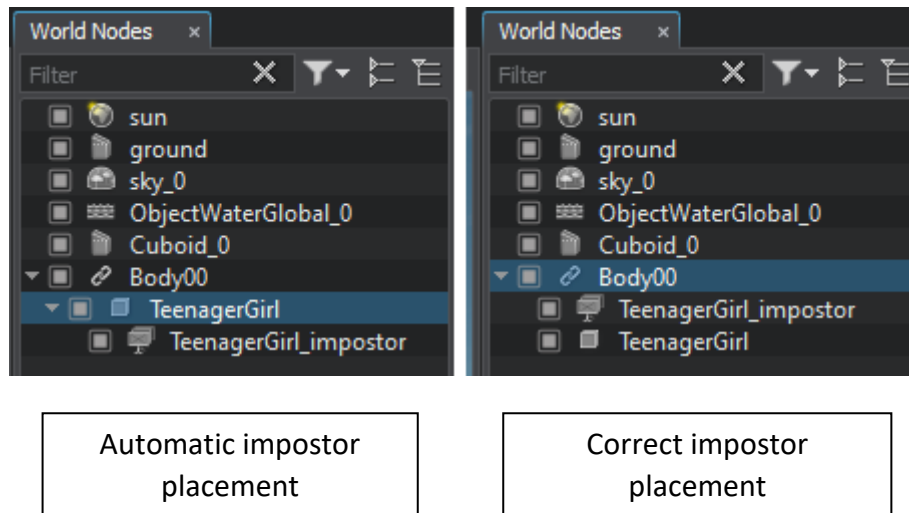 World Nodes ×
Filter
sun
ground
sky_0
ObjectWaterGlobal_0
Cuboid_0
Body00
TeenagerGirl
TeenagerGirl_impostor
World Nodes ×
Filter
sun
ground
sky_0
ObjectWaterGlobal_0
Cuboid_0
Body00
TeenagerGirl_impostor
TeenagerGirl
Automatic impostor
placement
Correct impostor
placement